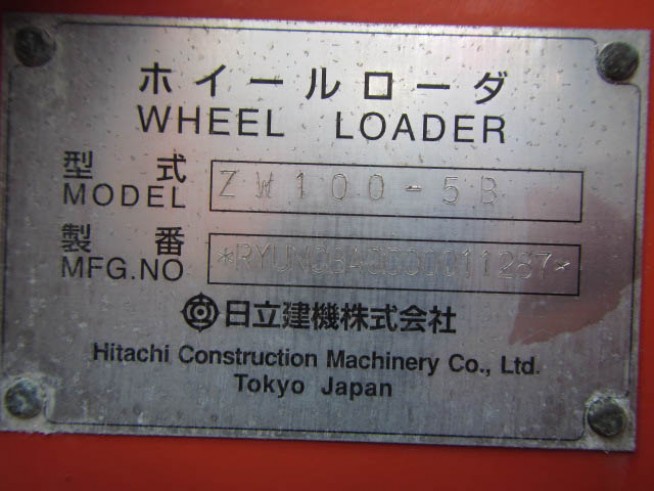 ホイールローダ
WHEEL LOADER
型式
MODEL ZW100-5B
製番
MFG.NO
日立建機株式会社
Hitachi Construction Machinery Co., Ltd.
Tokyo Japan